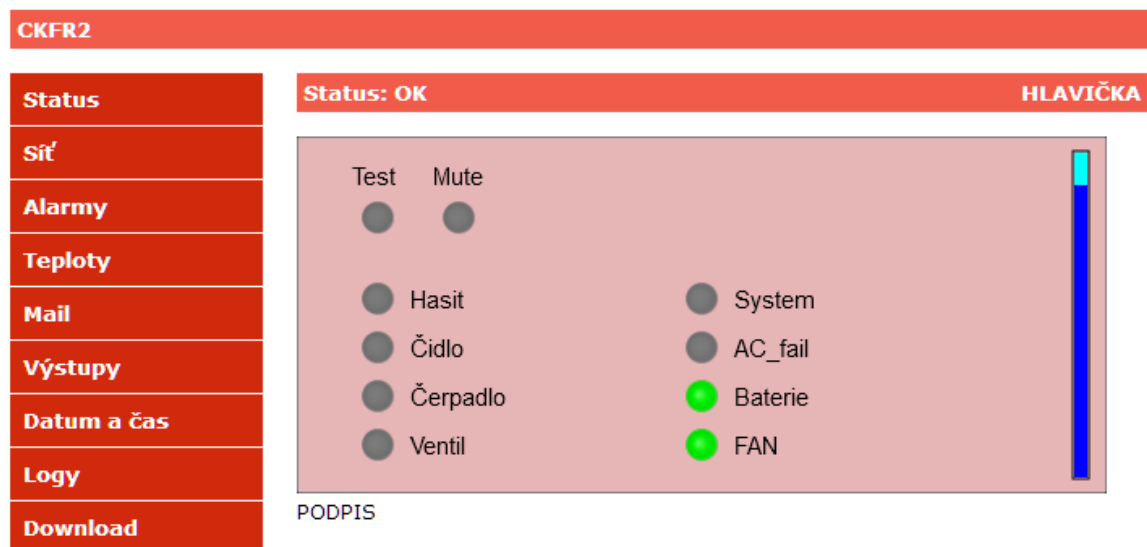 CKFR2
Status
Síť
Alarmy
Teploty
Mail
Výstupy
Datum a čas
Logy
Download
Status: OK HLAVIČKA
Test Mute
Hasit System
Čidlo AC_fail
Čerpadlo Baterie
Ventil FAN
PODPIS